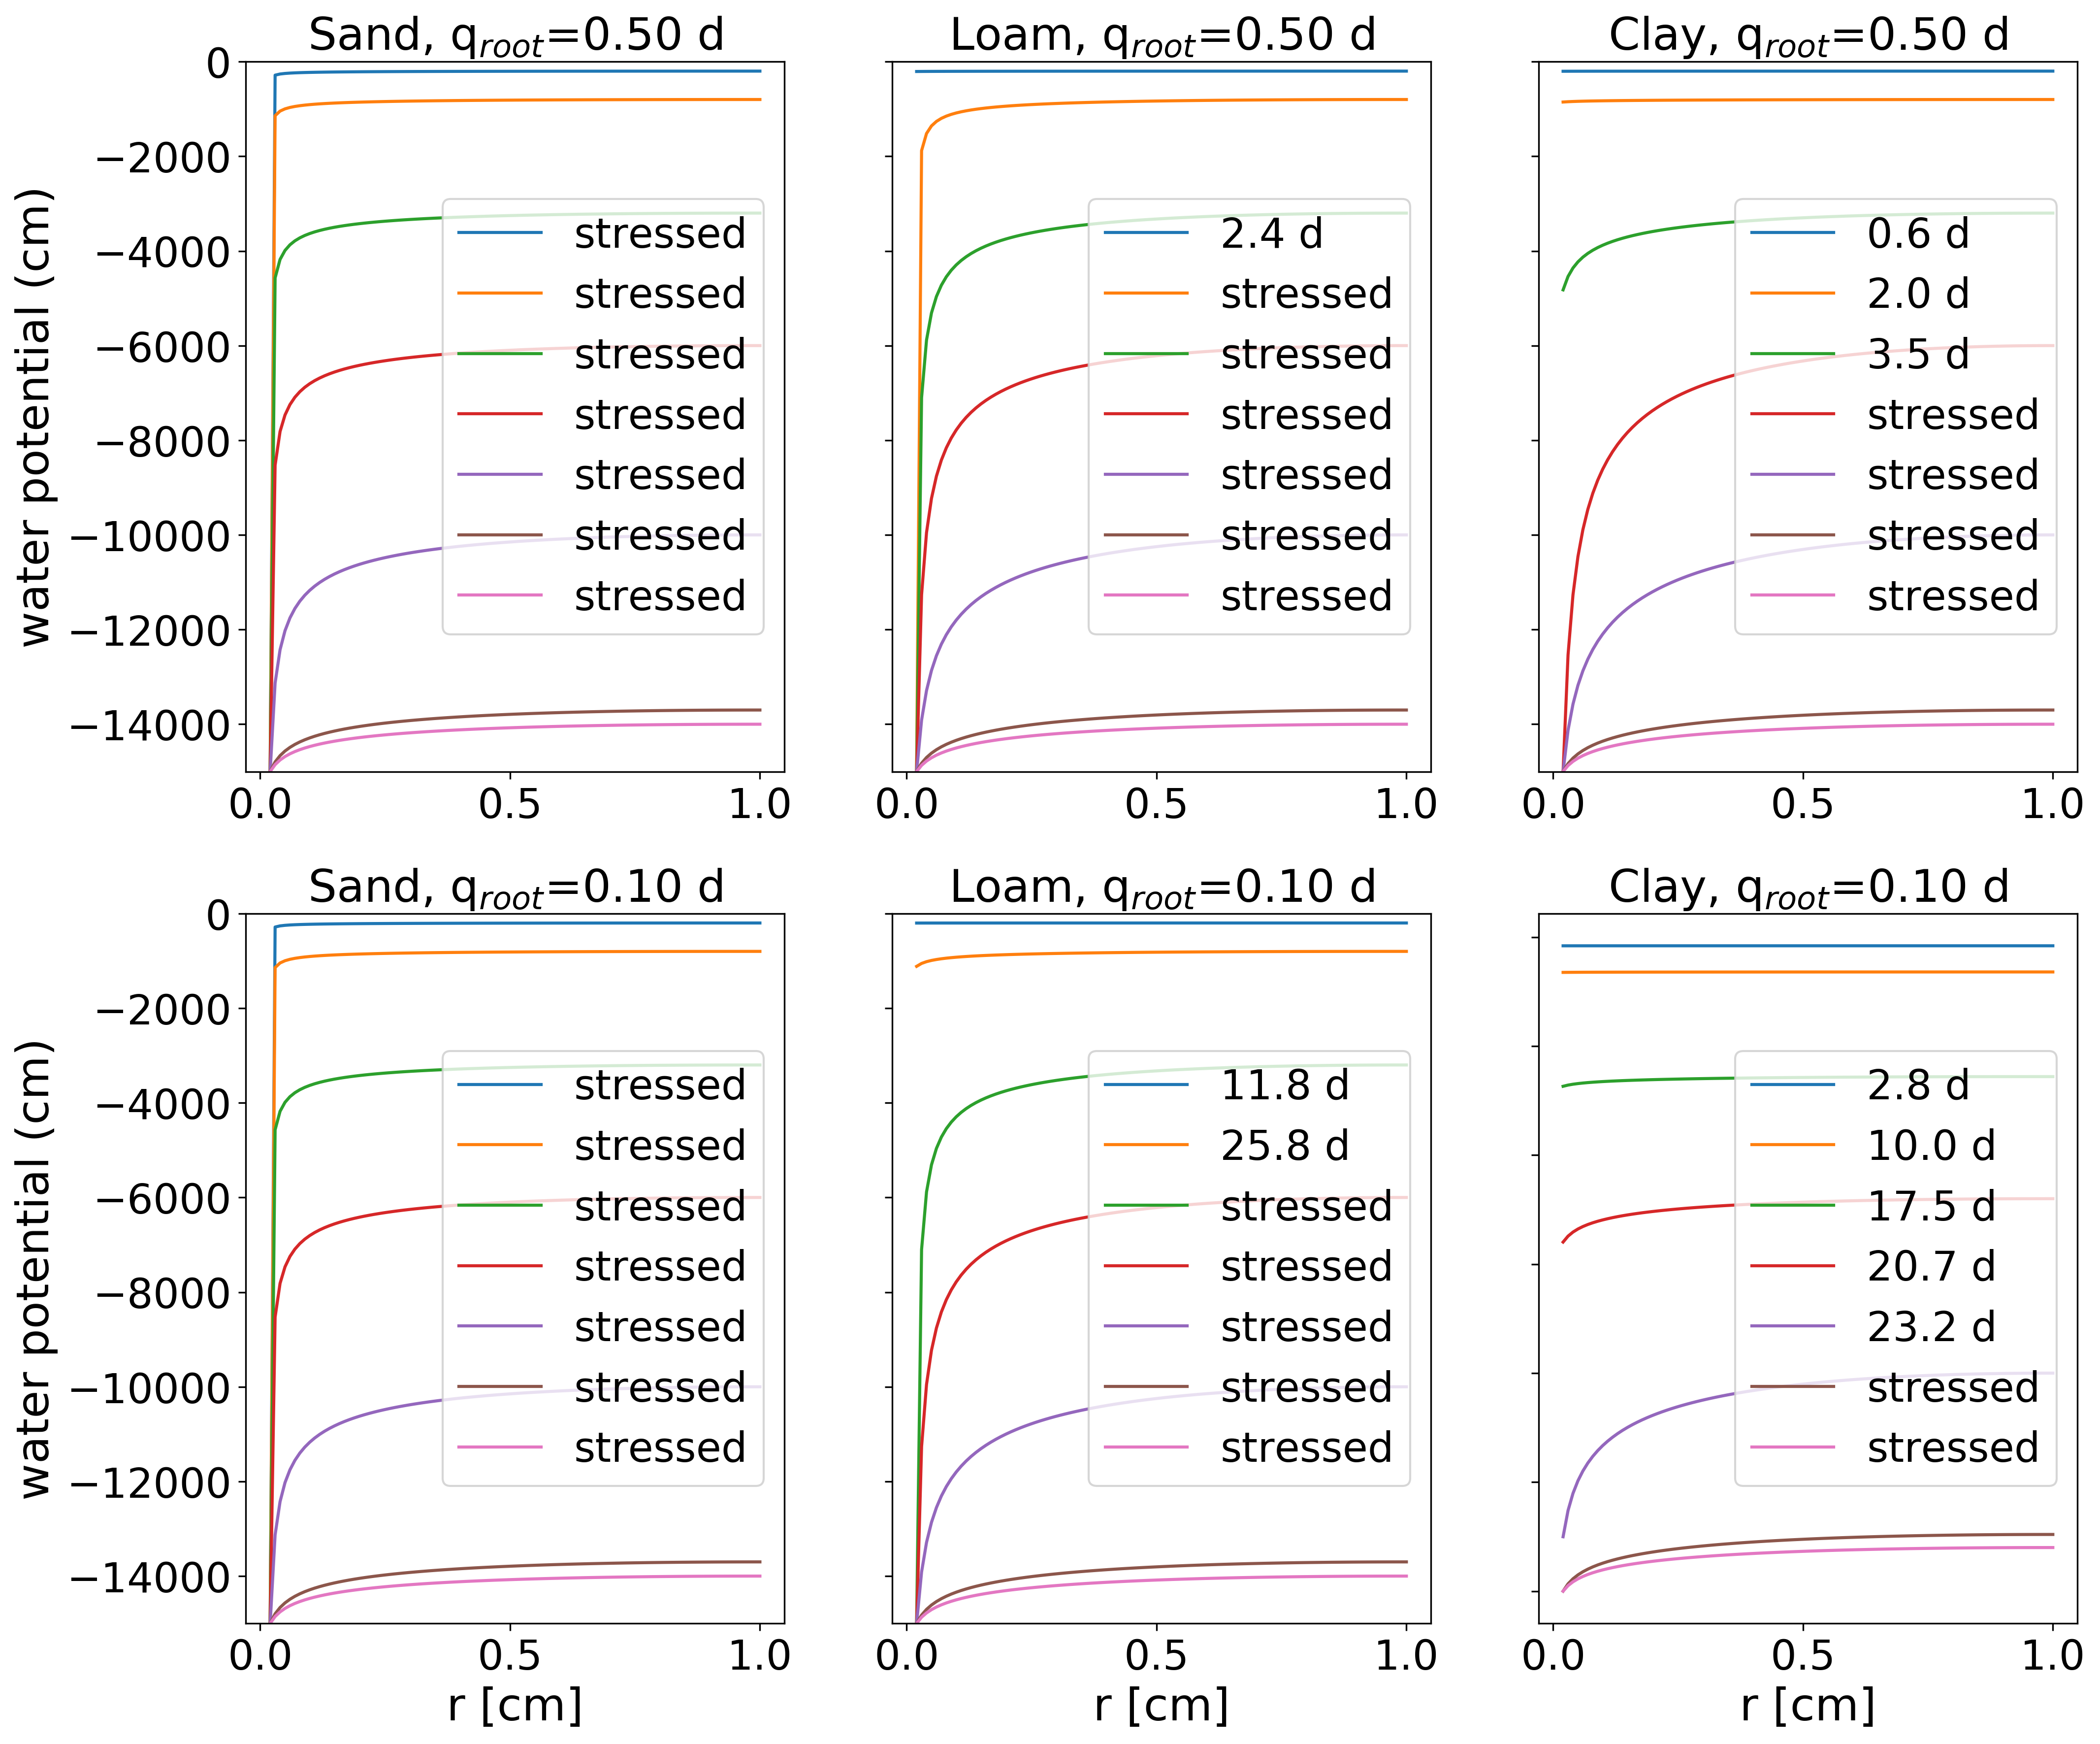 Sand, q_root=0.50 d
Loam, q_root=0.50 d
Clay, q_root=0.50 d
water potential (cm)
0
−2000
−4000
−6000
−8000
−10000
−12000
−14000
stressed
stressed
stressed
stressed
stressed
stressed
stressed
0.0 0.5 1.0
2.4 d
stressed
stressed
stressed
stressed
stressed
stressed
0.0 0.5 1.0
0.6 d
2.0 d
3.5 d
stressed
stressed
stressed
stressed
0.0 0.5 1.0
Sand, q_root=0.10 d
Loam, q_root=0.10 d
Clay, q_root=0.10 d
water potential (cm)
0
−2000
−4000
−6000
−8000
−10000
−12000
−14000
stressed
stressed
stressed
stressed
stressed
stressed
stressed
0.0 0.5 1.0
r [cm]
11.8 d
25.8 d
stressed
stressed
stressed
stressed
stressed
0.0 0.5 1.0
r [cm]
2.8 d
10.0 d
17.5 d
20.7 d
23.2 d
stressed
stressed
0.0 0.5 1.0
r [cm]